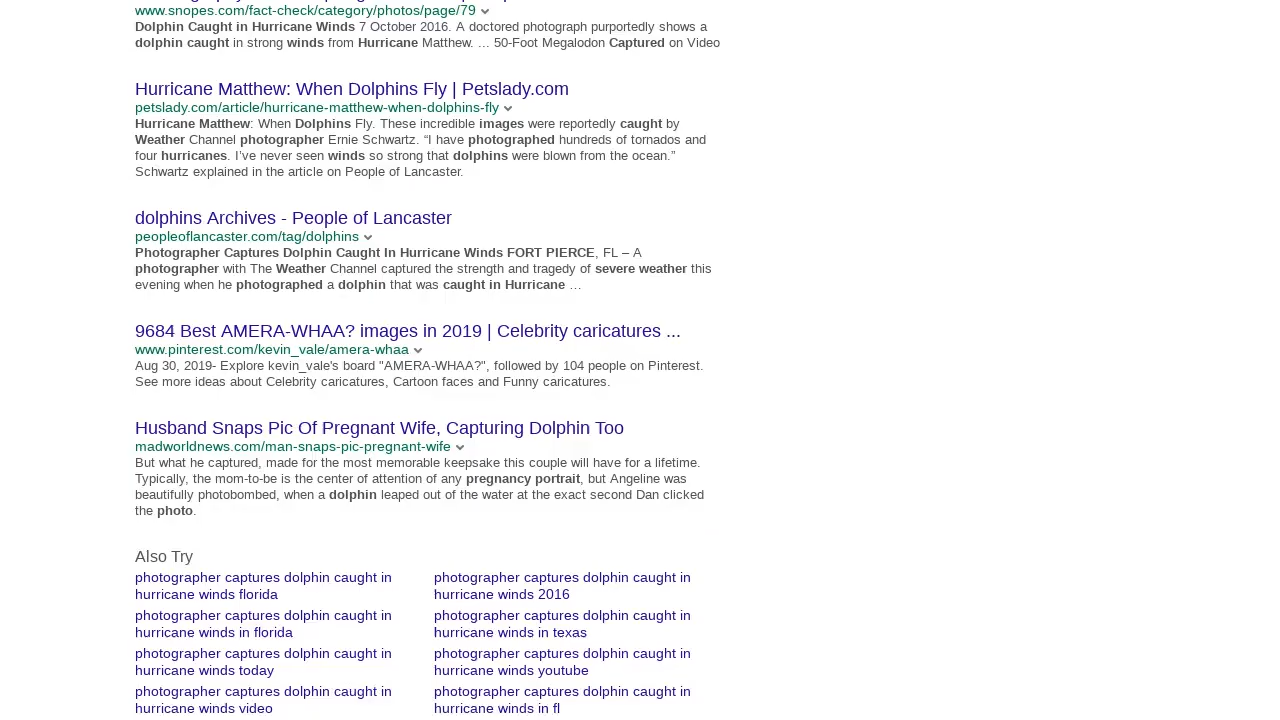 www.snopes.com/fact-check/category/photos/page/79
Dolphin Caught in Hurricane Winds 7 October 2016. A doctored photograph purportedly shows a
dolphin caught in strong winds from Hurricane Matthew. ... 50-Foot Megalodon Captured on Video
Hurricane Matthew: When Dolphins Fly | Petslady.com
petslady.com/article/hurricane-matthew-when-dolphins-fly
Hurricane Matthew: When Dolphins Fly. These incredible images were reportedly caught by
Weather Channel photographer Ernie Schwartz. “I have photographed hundreds of tornados and
four hurricanes. I’ve never seen winds so strong that dolphins were blown from the ocean.”
Schwartz explained in the article on People of Lancaster.
dolphins Archives - People of Lancaster
peopleoflancaster.com/tag/dolphins
Photographer Captures Dolphin Caught In Hurricane Winds FORT PIERCE, FL – A
photographer with The Weather Channel captured the strength and tragedy of severe weather this
evening when he photographed a dolphin that was caught in Hurricane …
9684 Best AMERA-WHAA? images in 2019 | Celebrity caricatures ...
www.pinterest.com/kevin_vale/amera-whaa
Aug 30, 2019- Explore kevin_vale's board "AMERA-WHAA?", followed by 104 people on Pinterest.
See more ideas about Celebrity caricatures, Cartoon faces and Funny caricatures.
Husband Snaps Pic Of Pregnant Wife, Capturing Dolphin Too
madworldnews.com/man-snaps-pic-pregnant-wife
But what he captured, made for the most memorable keepsake this couple will have for a lifetime.
Typically, the mom-to-be is the center of attention of any pregnancy portrait, but Angeline was
beautifully photobombed, when a dolphin leaped out of the water at the exact second Dan clicked
the photo.
Also Try
photographer captures dolphin caught in
hurricane winds florida
photographer captures dolphin caught in
hurricane winds 2016
photographer captures dolphin caught in
hurricane winds in florida
photographer captures dolphin caught in
hurricane winds in texas
photographer captures dolphin caught in
hurricane winds today
photographer captures dolphin caught in
hurricane winds youtube
photographer captures dolphin caught in
hurricane winds video
photographer captures dolphin caught in
hurricane winds in fl